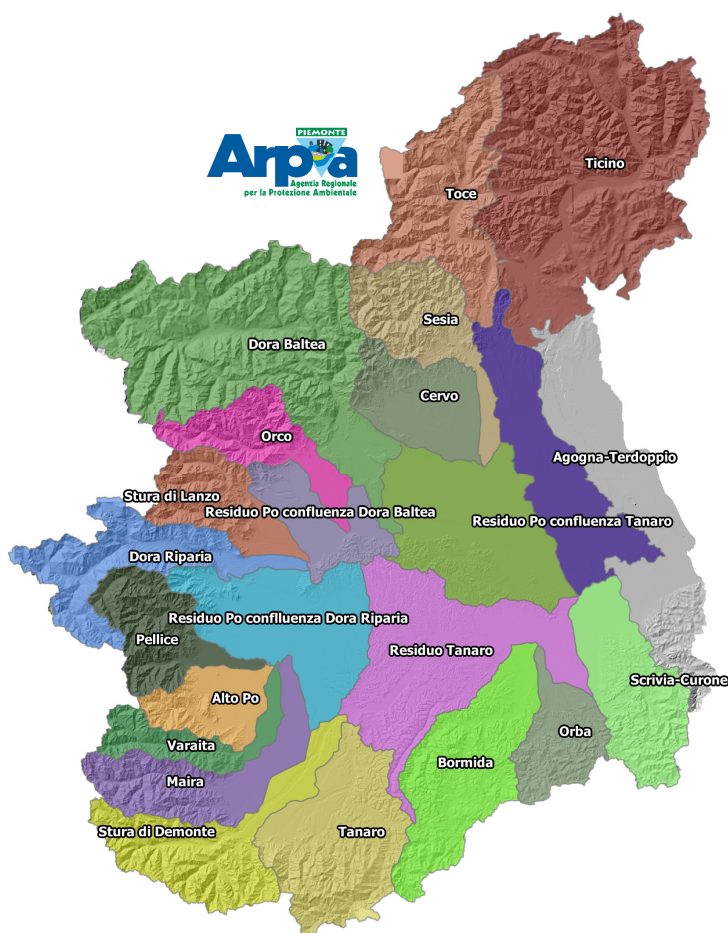 PIEMONTE
Arpa
Agenzia Regionale
per la Protezione Ambientale
Ticino
Toce
Sesia
Dora Baltea
Cervo
Orco
Agogna-Terdoppio
Stura di Lanzo
Residuo Po confluenza Dora Baltea
Residuo Po confluenza Tanaro
Dora Riparia
Residuo Po conflluenza Dora Riparia
Pellice
Residuo Tanaro
Scrivia-Curone
Alto Po
Orba
Varaita
Bormida
Maira
Stura di Demonte
Tanaro